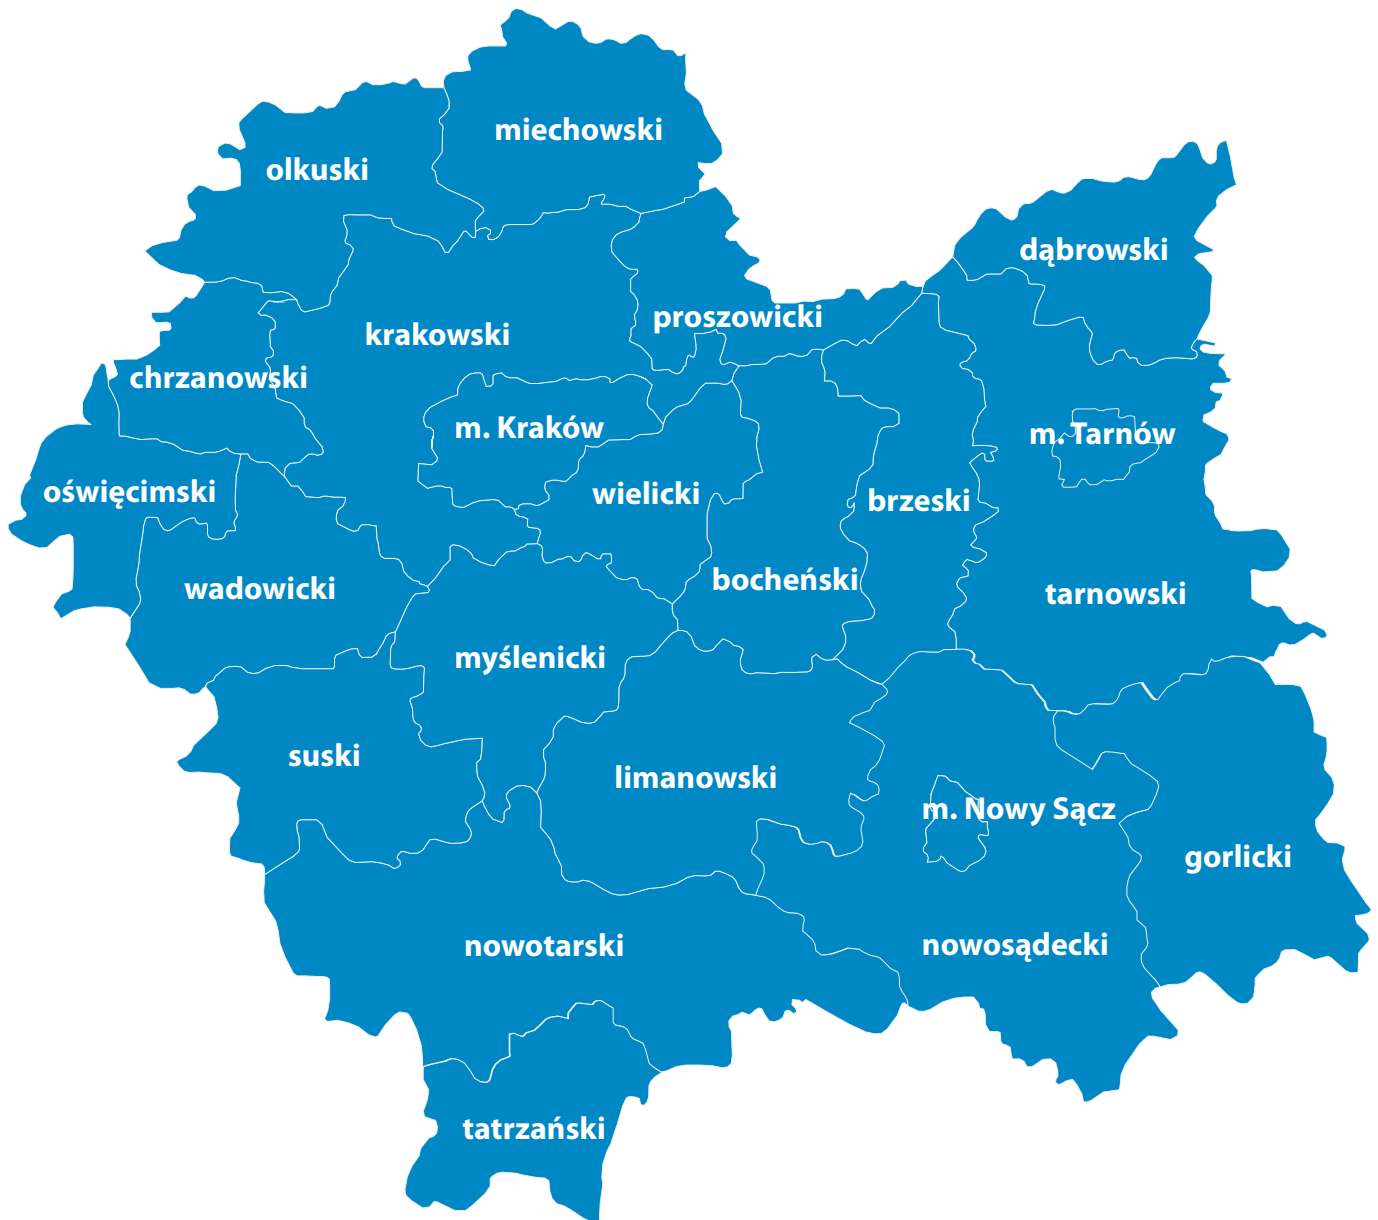 miechowski
olkuski
dąbrowski
proszowicki
krakowski
chrzanowski
m. Kraków
m. Tarnów
oświęcimski
wielicki
brzeski
bocheński
wadowicki
tarnowski
myślenicki
suski
limanowski
m. Nowy Sącz
gorlicki
nowotarski
nowosądecki
tatrzański